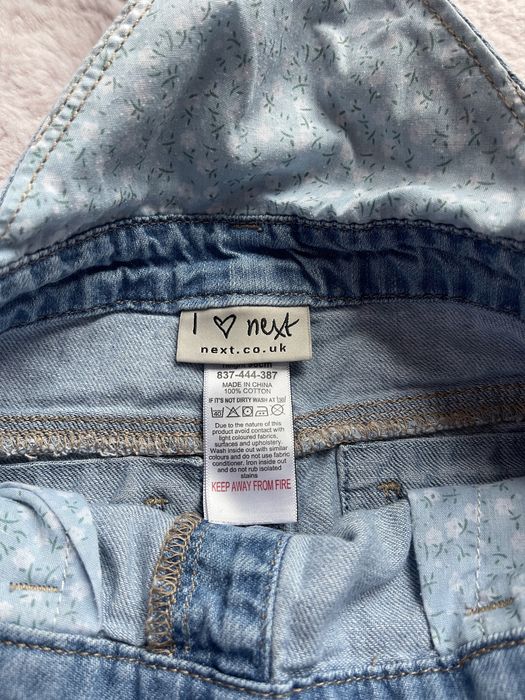 I ♡ next
next.co.uk
837-444-387
MADE IN CHINA
100% COTTON
IF IT'S NOT DIRTY WASH AT 30
40
Due to the nature of this
product avoid contact with
light coloured fabrics,
surfaces and upholstery.
Wash inside out with similar
colours and do not use fabric
conditioner. Iron inside out
and do not rub isolated
stains
KEEP AWAY FROM FIRE